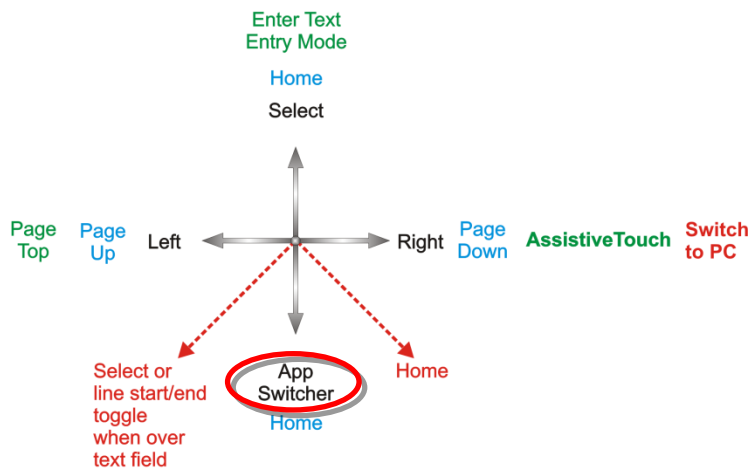 Enter Text
Entry Mode
Home
Select
Page
Top
Page
Up
Left
Right
Page
Down
AssistiveTouch
Switch
to PC
Select or
line start/end
toggle
when over
text field
App
Switcher
Home
Home